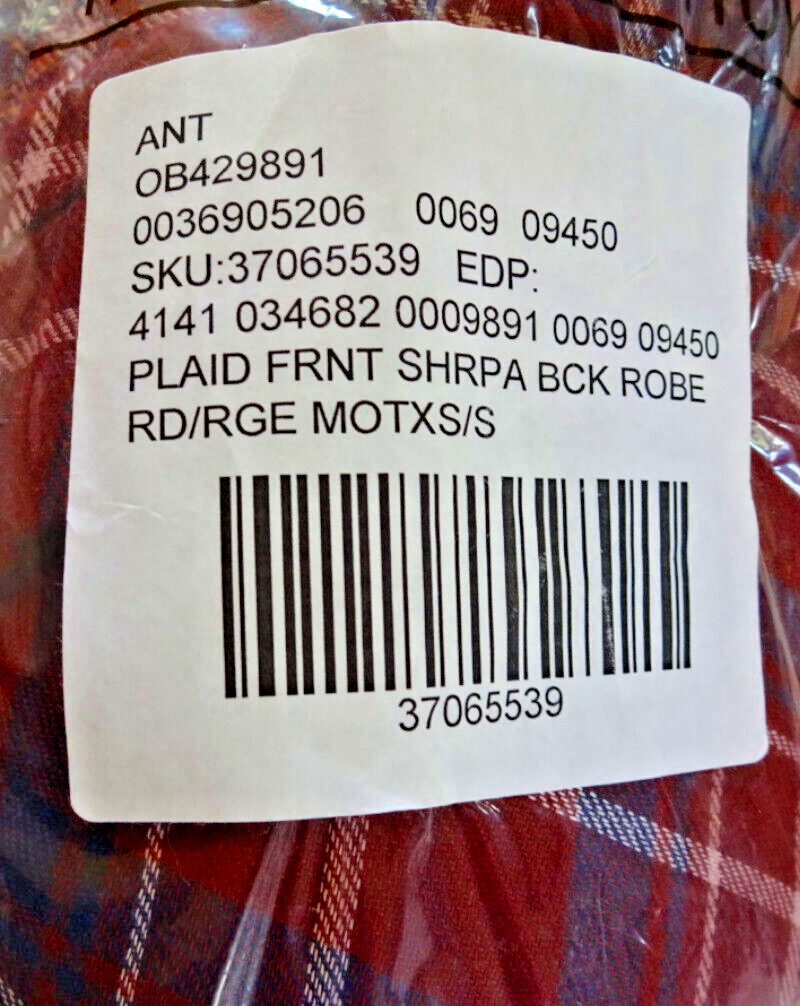 ANT
OB429891
0036905206 0069 09450
SKU:37065539 EDP:
4141 034682 0009891 0069 09450
PLAID FRNT SHRPA BCK ROBE
RD/RGE MOTXS/S
37065539